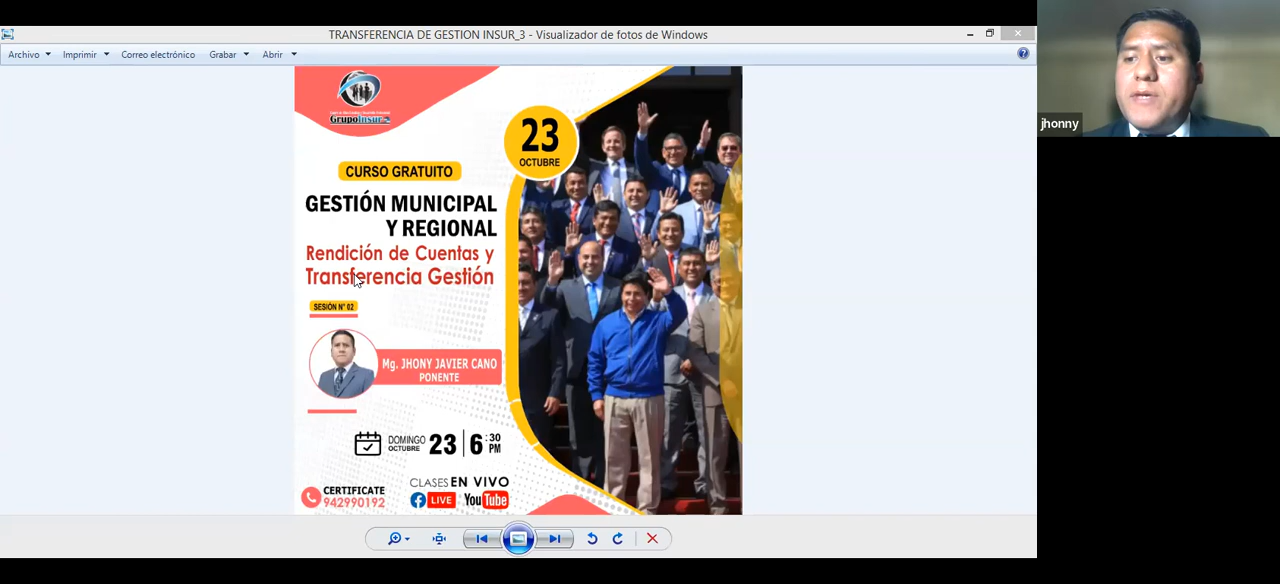 TRANSFERENCIA DE GESTION INSUR_3 - Visualizador de fotos de Windows
Archivo Imprimir Correo electrónico Grabar Abrir
jhonny
GrupoInsur
23
OCTUBRE
CURSO GRATUITO
GESTIÓN MUNICIPAL
Y REGIONAL
Rendición de Cuentas y
Transferencia Gestión
SESIÓN N° 02
Mg. JHONY JAVIER CANO
PONENTE
DOMINGO
OCTUBRE
23 6:30
PM
CLASES EN VIVO
LIVE YouTube
CERTIFICATE
942990192